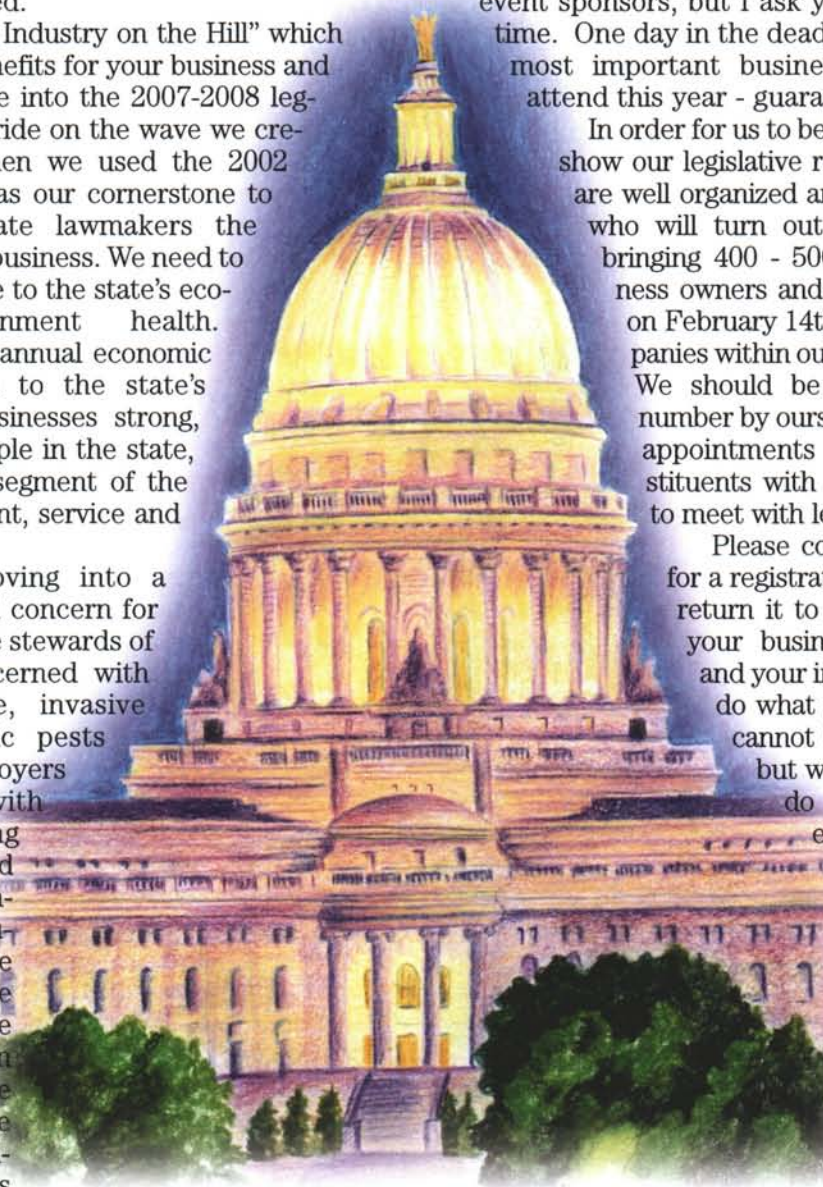 ed.
Industry on the Hill" which
nefits for your business and
e into the 2007-2008 leg-
ride on the wave we cre-
en we used the 2002
as our cornerstone to
ate lawmakers the
business. We need to
e to the state's eco-
nment health.
annual economic
to the state's
sinesses strong,
ple in the state,
segment of the
nt, service and
oving into a
concern for
e stewards of
cerned with
e, invasive
ic pests
oyers
with
ng
d
event sponsors, but I ask y
time. One day in the dead
most important busine
attend this year - guara
In order for us to be
show our legislative r
are well organized a
who will turn out
bringing 400 - 50
ness owners and
on February 14t
panies within ou
We should be
number by ours
appointments
stituents with
to meet with le
Please co
for a registra
return it to
your busin
and your i
do what
cannot
but w
do
e